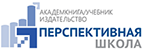 АКАДЕМКНИГА/УЧЕБНИК
ИЗДАТЕЛЬСТВО
ПЕРСПЕКТИВНАЯ
ШКОЛА